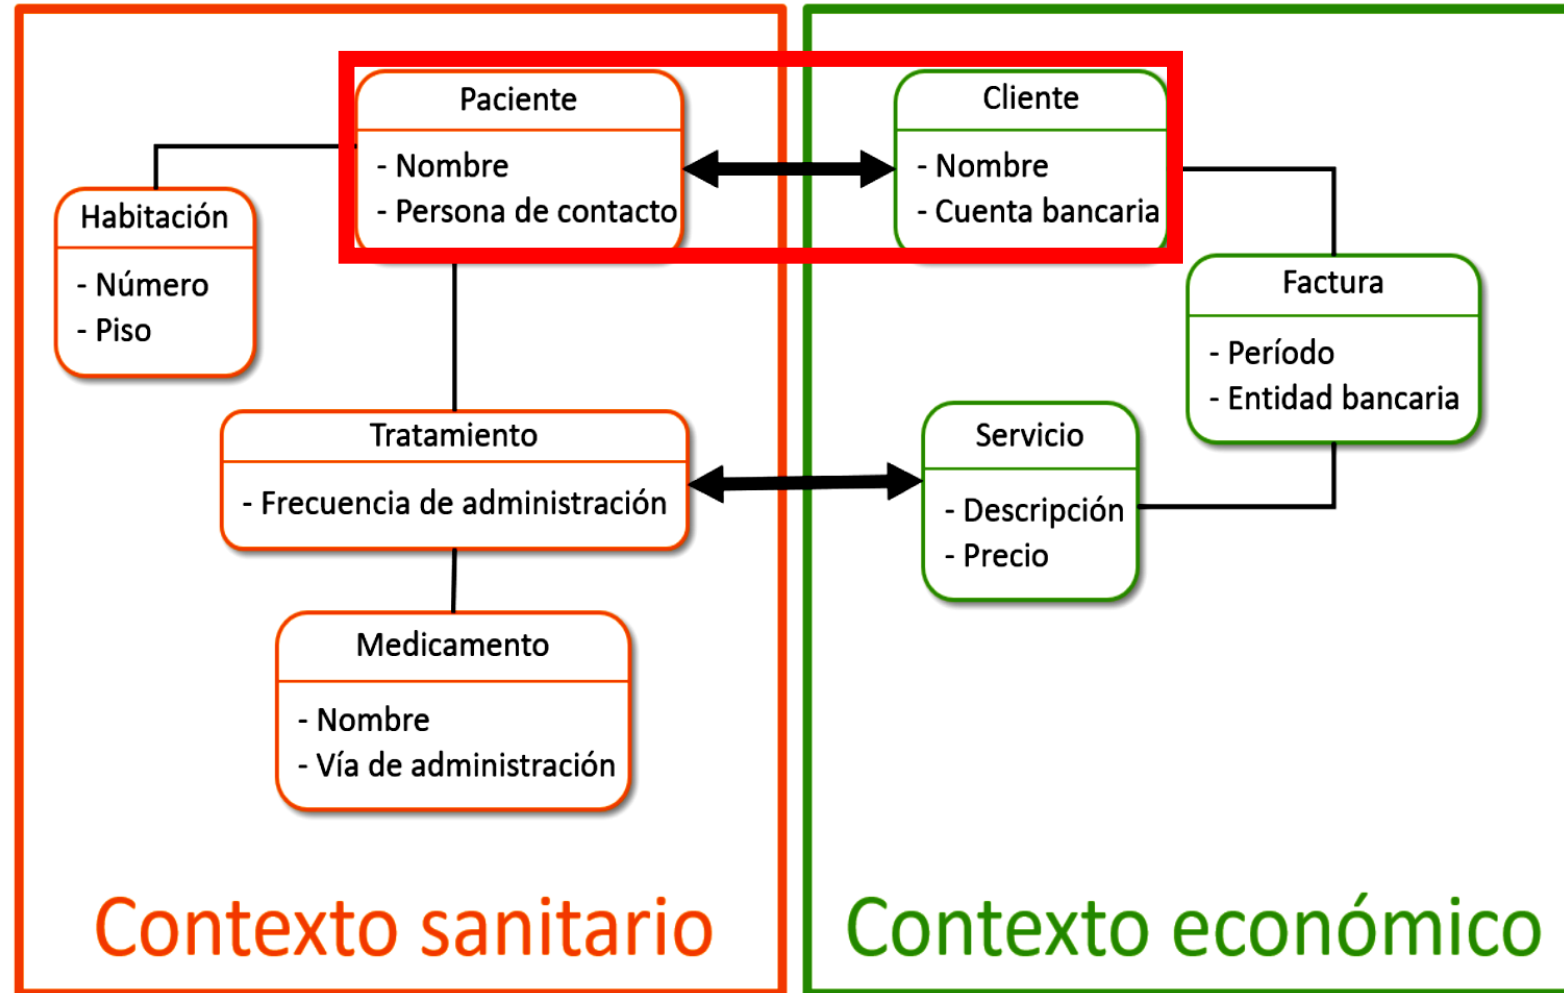 Paciente
- Nombre
- Persona de contacto
Cliente
- Nombre
- Cuenta bancaria
Habitación
- Número
- Piso
Factura
- Período
- Entidad bancaria
Tratamiento
- Frecuencia de administración
Servicio
- Descripción
- Precio
Medicamento
- Nombre
- Vía de administración
Contexto sanitario
Contexto económico